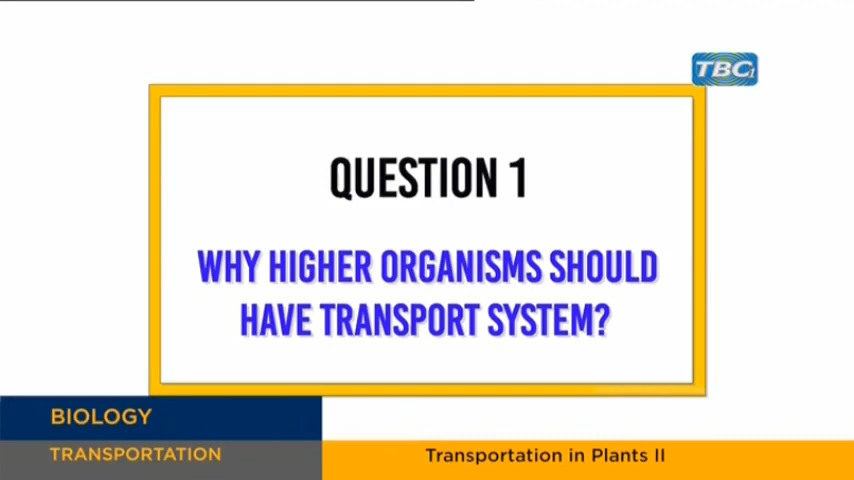 TBC1
QUESTION 1
WHY HIGHER ORGANISMS SHOULD
HAVE TRANSPORT SYSTEM?
BIOLOGY
TRANSPORTATION
Transportation in Plants II